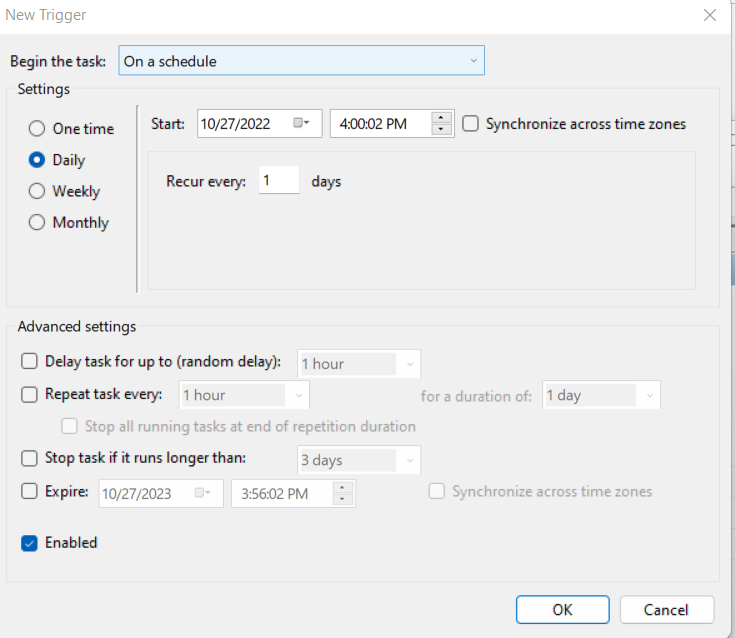 New Trigger
Begin the task: On a schedule
Settings
One time
Daily
Weekly
Monthly
Start: 10/27/2022 4:00:02 PM Synchronize across time zones
Recur every: 1 days
Advanced settings
Delay task for up to (random delay): 1 hour
Repeat task every: 1 hour for a duration of: 1 day
Stop all running tasks at end of repetition duration
Stop task if it runs longer than: 3 days
Expire: 10/27/2023 3:56:02 PM Synchronize across time zones
Enabled
OK Cancel